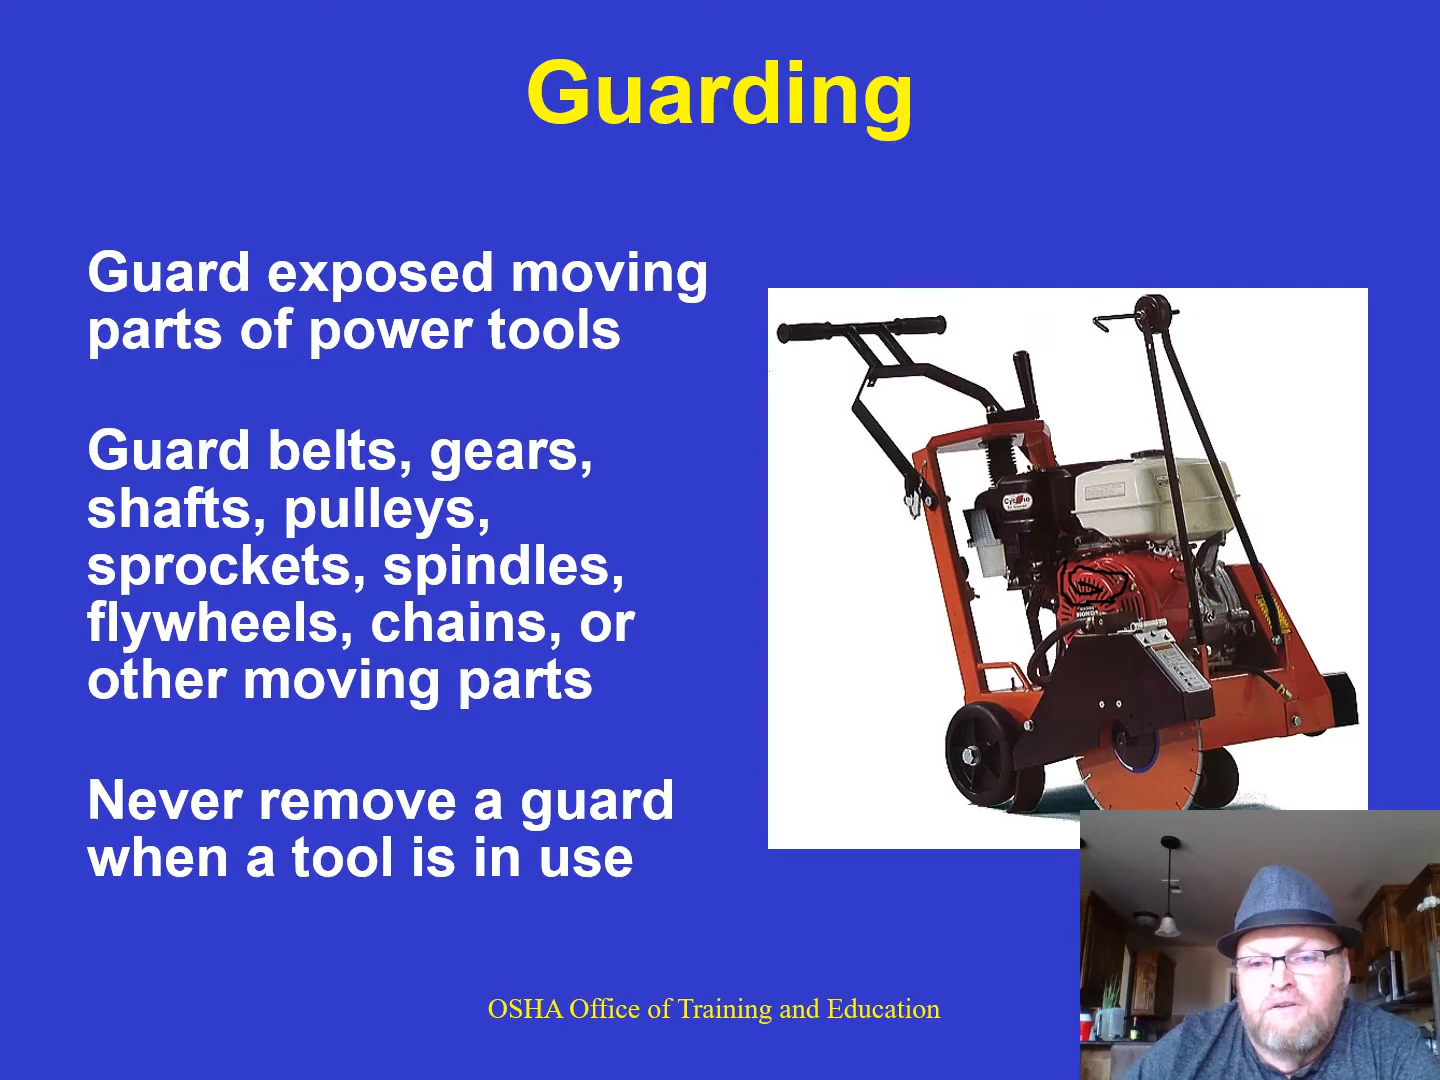 Guarding
Guard exposed moving
parts of power tools
Guard belts, gears,
shafts, pulleys,
sprockets, spindles,
flywheels, chains, or
other moving parts
Never remove a guard
when a tool is in use
HONDA
OSHA Office of Training and Education